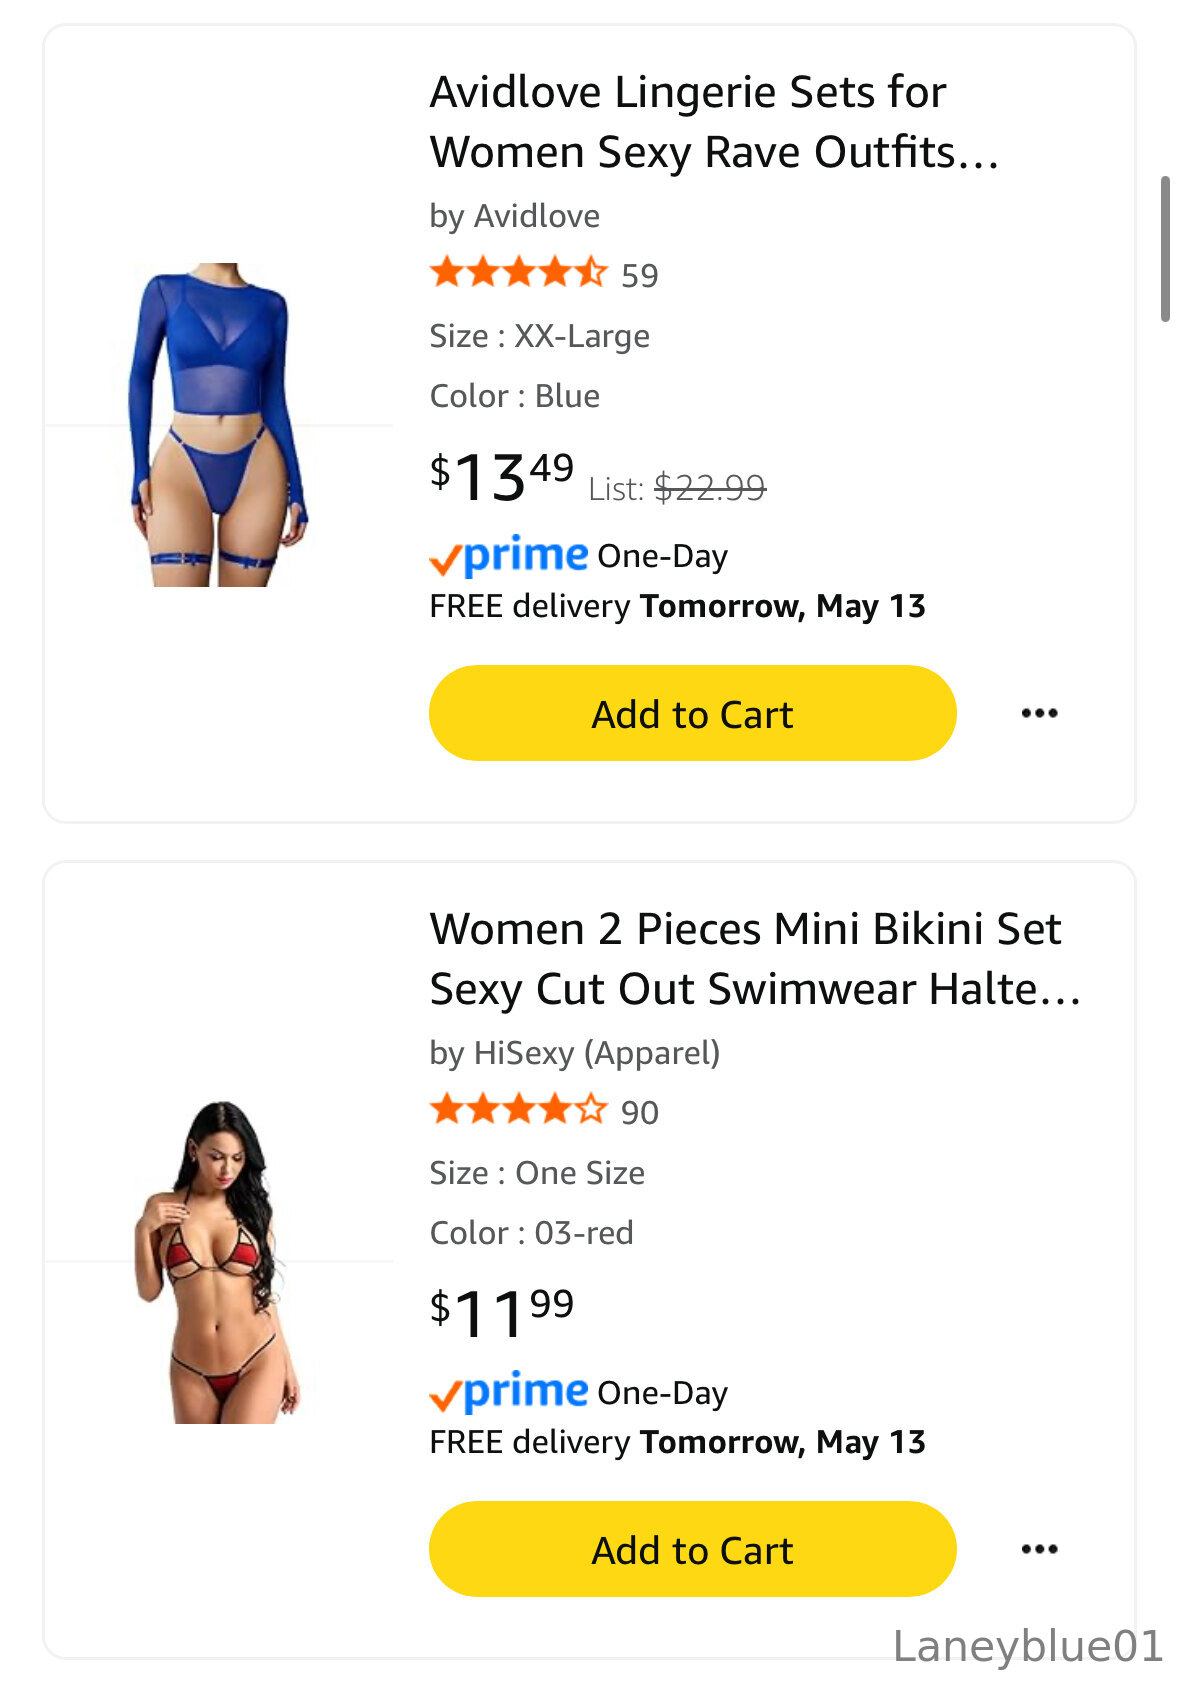 Avidlove Lingerie Sets for
Women Sexy Rave Outfits...
by Avidlove
59
Size : XX-Large
Color : Blue
$13 49 List: $22.99
prime One-Day
FREE delivery Tomorrow, May 13
Add to Cart
Women 2 Pieces Mini Bikini Set
Sexy Cut Out Swimwear Halte...
by HiSexy (Apparel)
90
Size : One Size
Color : 03-red
$11 99
prime One-Day
FREE delivery Tomorrow, May 13
Add to Cart
Laneyblue01